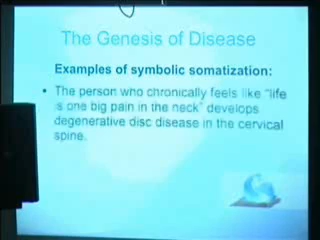 The Genesis of Disease
Examples of symbolic somatization:
• The person who chronically feels like "life
is one big pain in the neck" develops
degenerative disc disease in the cervical
spine.